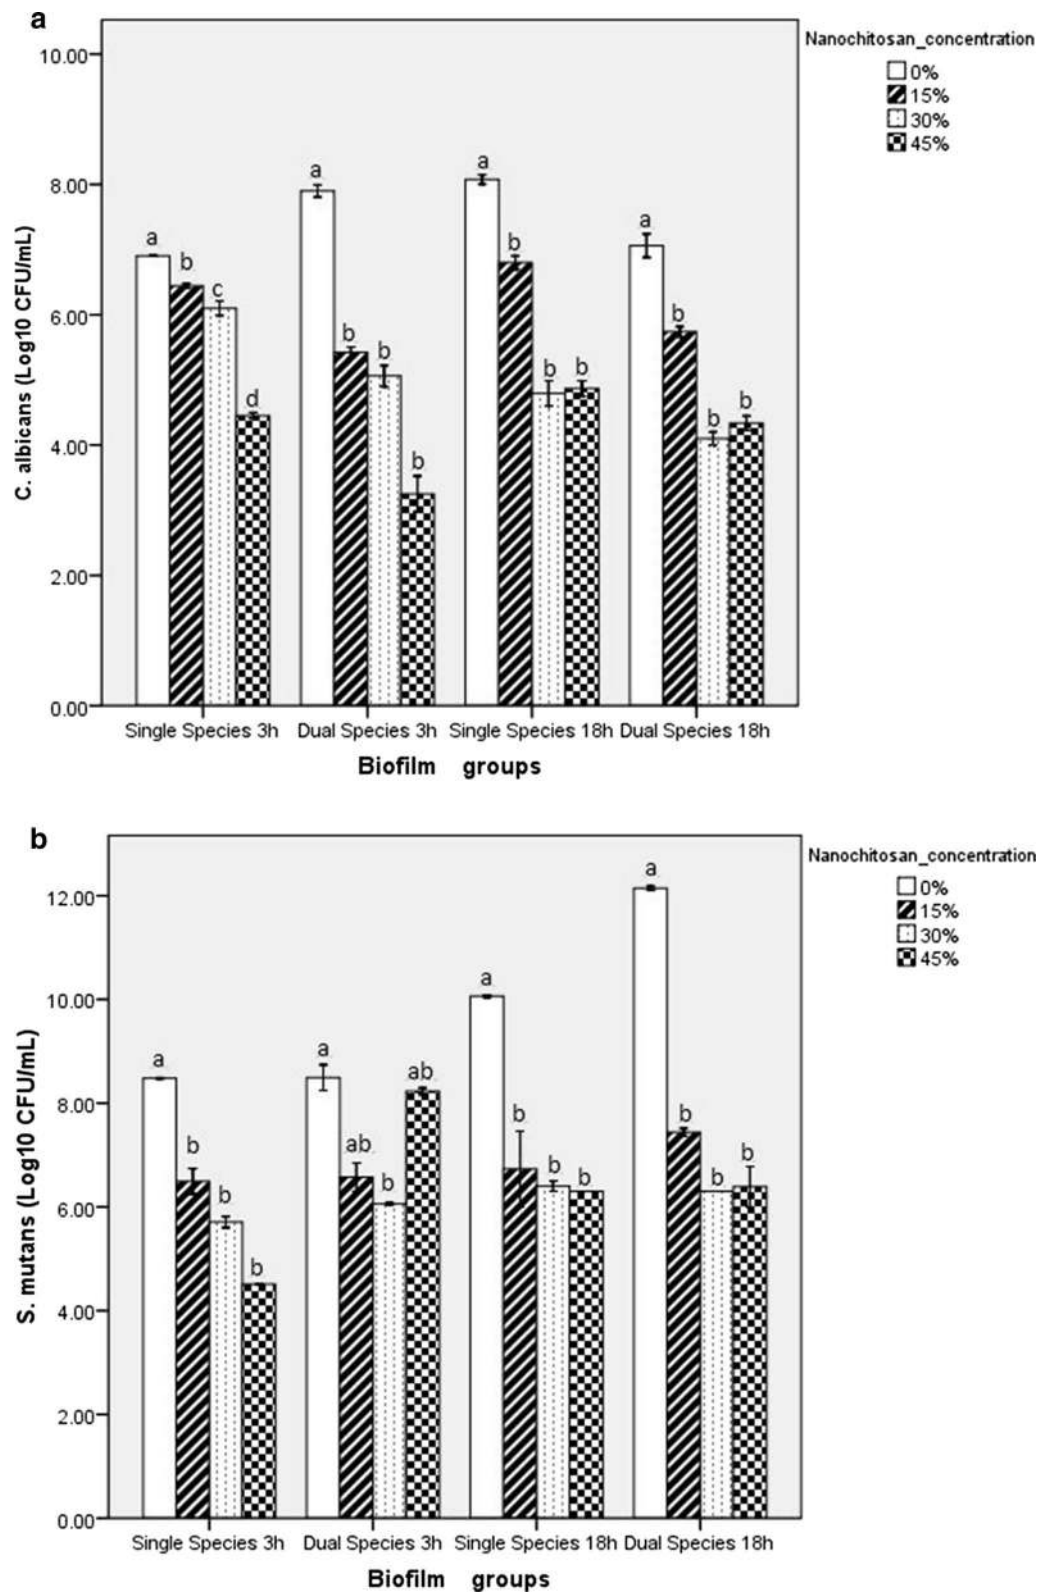 a
Nanochitosan_concentration
0%
15%
30%
45%
C. albicans (Log10 CFU/mL)
10.00
8.00
6.00
4.00
2.00
0.00
a b c d
a b b b
a b b b
a b b b
Single Species 3h Dual Species 3h Single Species 18h Dual Species 18h
Biofilm groups
b
Nanochitosan_concentration
0%
15%
30%
45%
S. mutans (Log10 CFU/mL)
12.00
10.00
8.00
6.00
4.00
2.00
0.00
a b b b
a ab b ab
a b b b
a b b b
Single Species 3h Dual Species 3h Single Species 18h Dual Species 18h
Biofilm groups